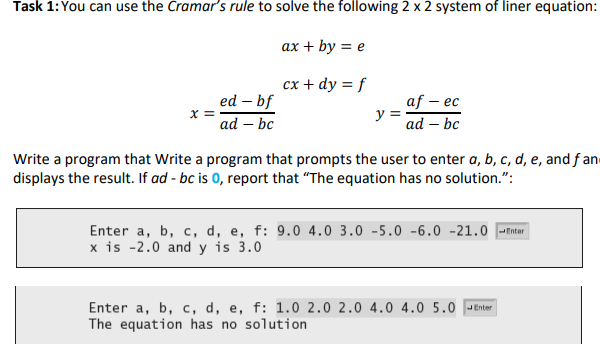 Task 1: You can use the Cramar's rule to solve the following 2 x 2 system of liner equation:
ax + by = e
cx + dy = f
x = (ed − bf)/(ad − bc) y = (af − ec)/(ad − bc)
Write a program that Write a program that prompts the user to enter a, b, c, d, e, and f an
displays the result. If ad - bc is 0, report that “The equation has no solution.”:
Enter a, b, c, d, e, f: 9.0 4.0 3.0 -5.0 -6.0 -21.0 ↵Enter
x is -2.0 and y is 3.0
Enter a, b, c, d, e, f: 1.0 2.0 2.0 4.0 4.0 5.0 ↵Enter
The equation has no solution